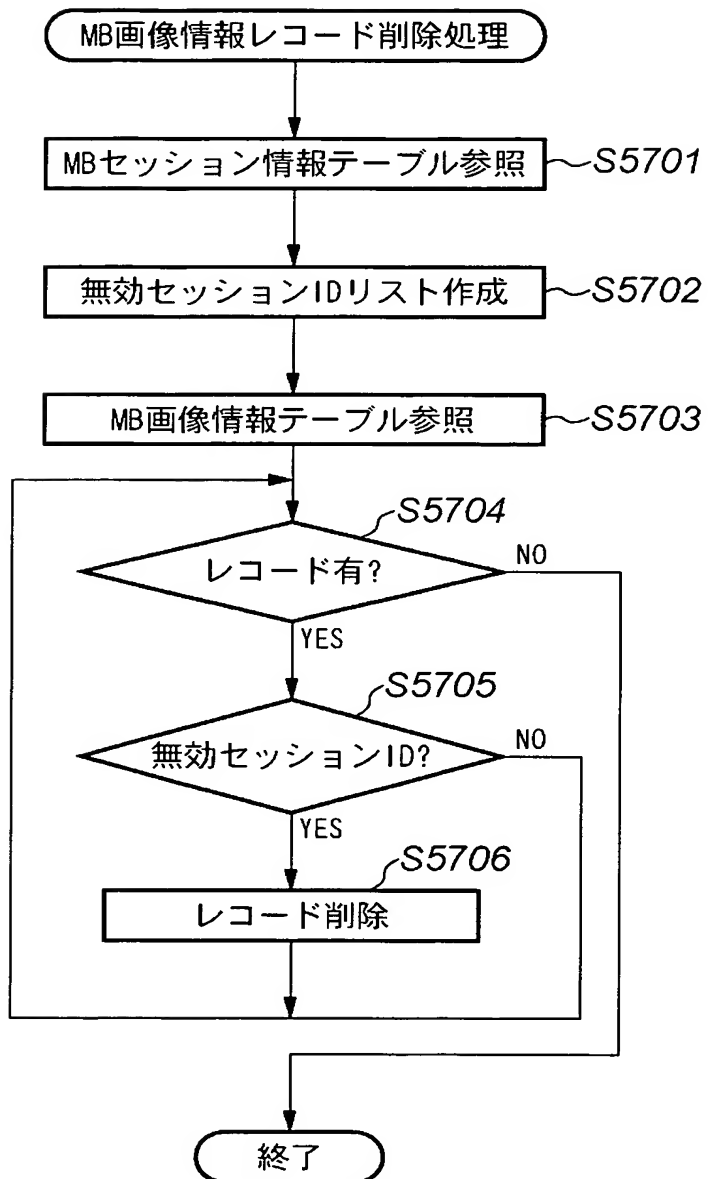 MB画像情報レコード削除処理
MBセッション情報テーブル参照
S5701
無効セッションIDリスト作成
S5702
MB画像情報テーブル参照
S5703
S5704
レコード有?
NO
YES
S5705
無効セッションID?
NO
YES
S5706
レコード削除
終了